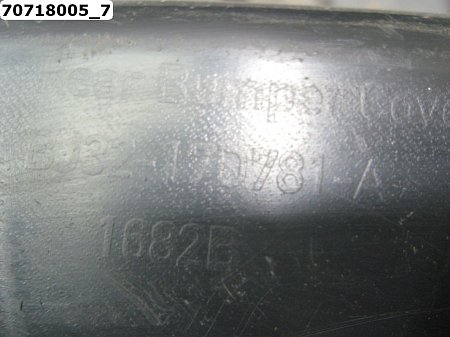 70718005_7
Rear Bumper Cove
17D781-A
1682B